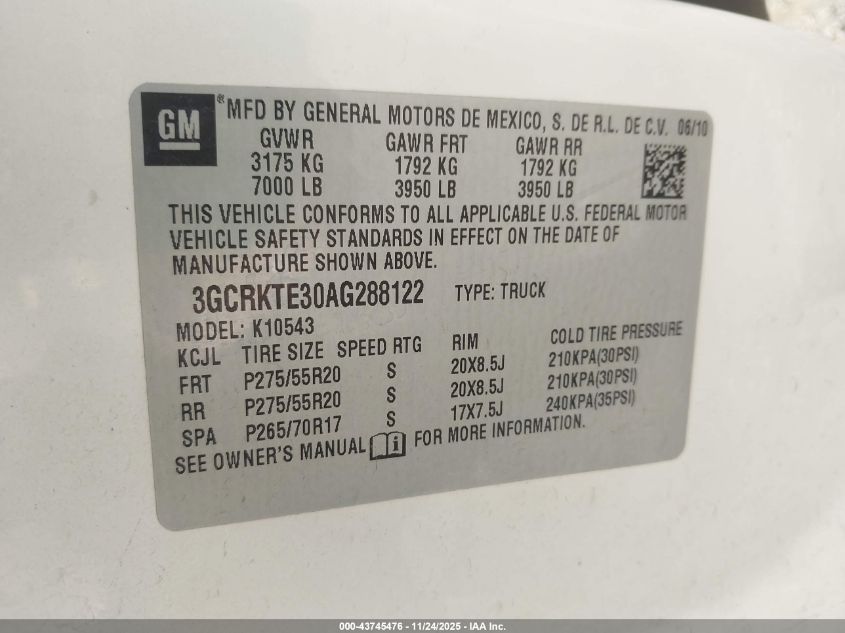 GM ® MFD BY GENERAL MOTORS DE MEXICO, S. DE R.L. DE C.V. 06/10
GVWR GAWR FRT GAWR RR
3175 KG 1792 KG 1792 KG
7000 LB 3950 LB 3950 LB
THIS VEHICLE CONFORMS TO ALL APPLICABLE U.S. FEDERAL MOTOR
VEHICLE SAFETY STANDARDS IN EFFECT ON THE DATE OF
MANUFACTURE SHOWN ABOVE.
3GCRKTE30AG288122 TYPE: TRUCK
MODEL: K10543
KCJL TIRE SIZE SPEED RTG RIM COLD TIRE PRESSURE
FRT P275/55R20 S 20X8.5J 210KPA(30PSI)
RR P275/55R20 S 20X8.5J 210KPA(30PSI)
SPA P265/70R17 S 17X7.5J 240KPA(35PSI)
SEE OWNER'S MANUAL FOR MORE INFORMATION.
000-43745476 - 11/24/2025 - IAA Inc.